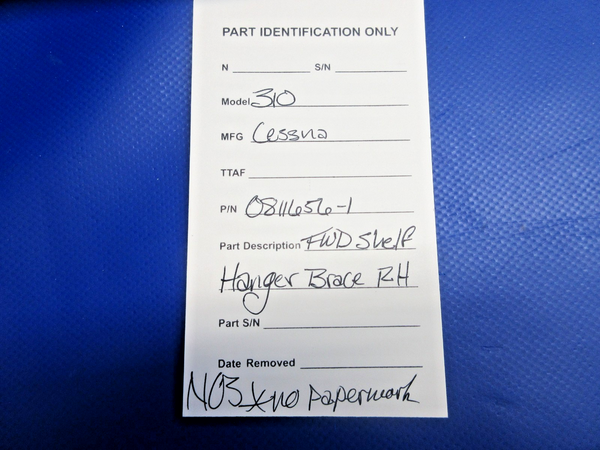 PART IDENTIFICATION ONLY
N S/N
Model 310
MFG Cessna
TTAF
P/N 0811656-1
Part Description FWD Shelf
Hanger Brace RH
Part S/N
Date Removed
NO3 *no paperwork